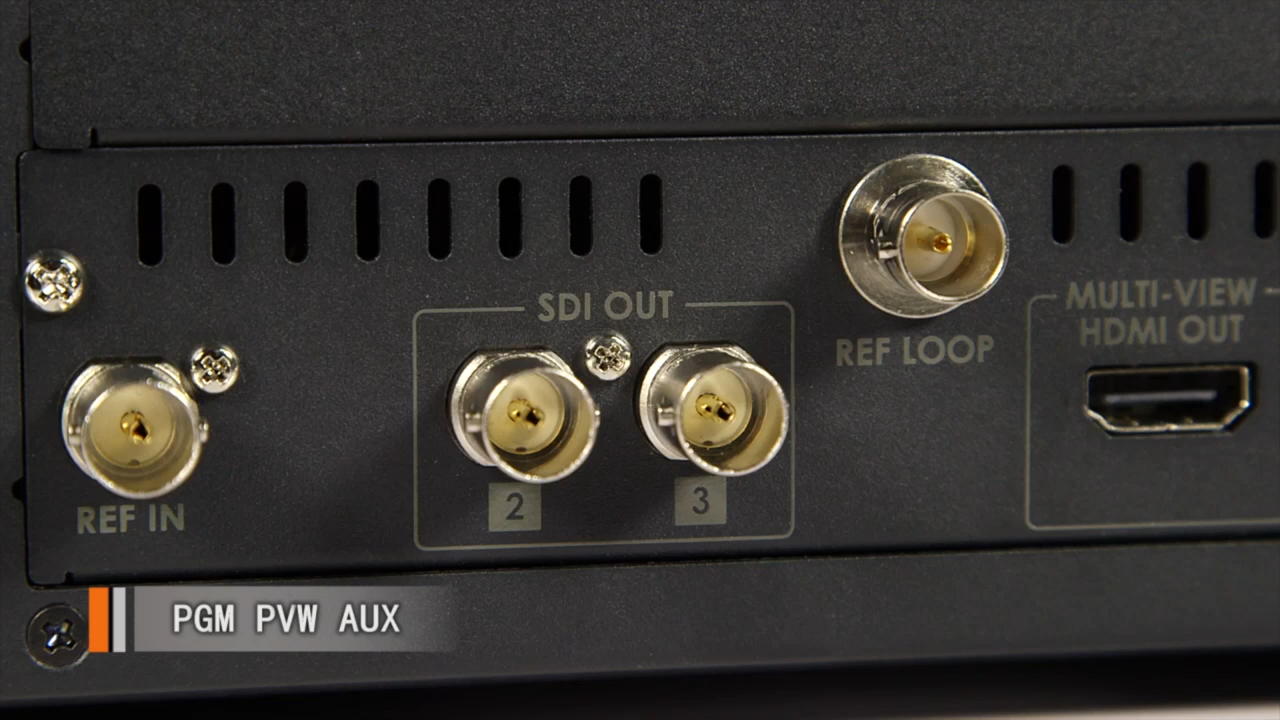 SDI OUT
MULTI-VIEW
HDMI OUT
REF LOOP
2
3
REF IN
PGM PVW AUX